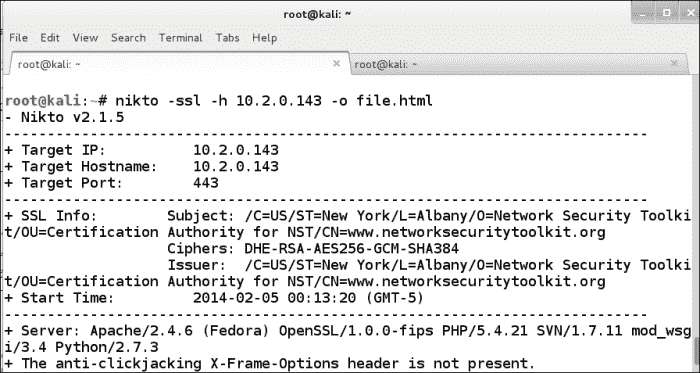 root@kali: ~
File Edit View Search Terminal Tabs Help
root@kali: ~ × root@kali: ~ ×
root@kali:~# nikto -ssl -h 10.2.0.143 -o file.html
- Nikto v2.1.5
---------------------------------------------------------------------------
+ Target IP:          10.2.0.143
+ Target Hostname:    10.2.0.143
+ Target Port:        443
---------------------------------------------------------------------------
+ SSL Info:        Subject: /C=US/ST=New York/L=Albany/O=Network Security Toolki
t/OU=Certification Authority for NST/CN=www.networksecuritytoolkit.org
                   Ciphers: DHE-RSA-AES256-GCM-SHA384
                   Issuer:  /C=US/ST=New York/L=Albany/O=Network Security Toolki
t/OU=Certification Authority for NST/CN=www.networksecuritytoolkit.org
+ Start Time:         2014-02-05 00:13:20 (GMT-5)
---------------------------------------------------------------------------
+ Server: Apache/2.4.6 (Fedora) OpenSSL/1.0.0-fips PHP/5.4.21 SVN/1.7.11 mod_wsg
i/3.4 Python/2.7.3
+ The anti-clickjacking X-Frame-Options header is not present.